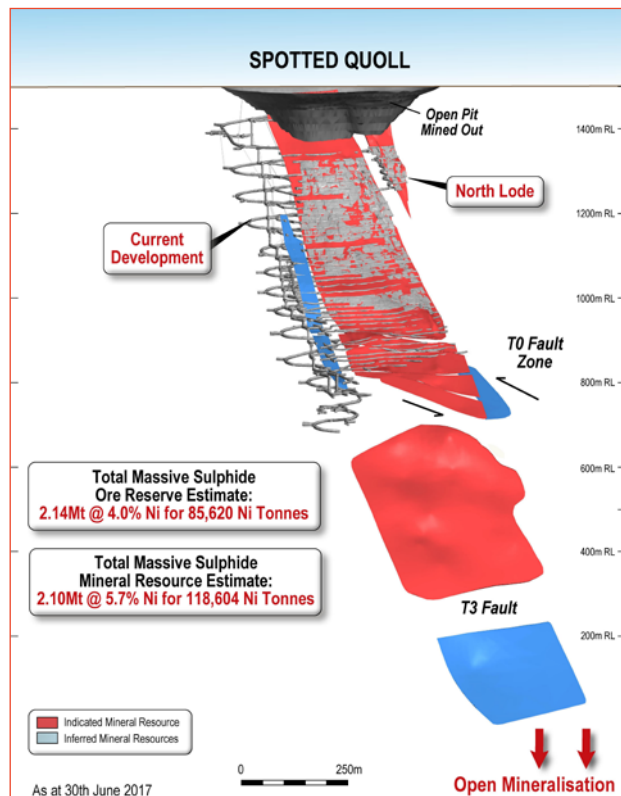 SPOTTED QUOLL
Open Pit
Mined Out
1400m RL
North Lode
1200m RL
Current
Development
1000m RL
T0 Fault
Zone
800m RL
Total Massive Sulphide
Ore Reserve Estimate:
2.14Mt @ 4.0% Ni for 85,620 Ni Tonnes
600m RL
Total Massive Sulphide
Mineral Resource Estimate:
2.10Mt @ 5.7% Ni for 118,604 Ni Tonnes
400m RL
T3 Fault
200m RL
Indicated Mineral Resource
Inferred Mineral Resources
As at 30th June 2017
0 250m
Open Mineralisation